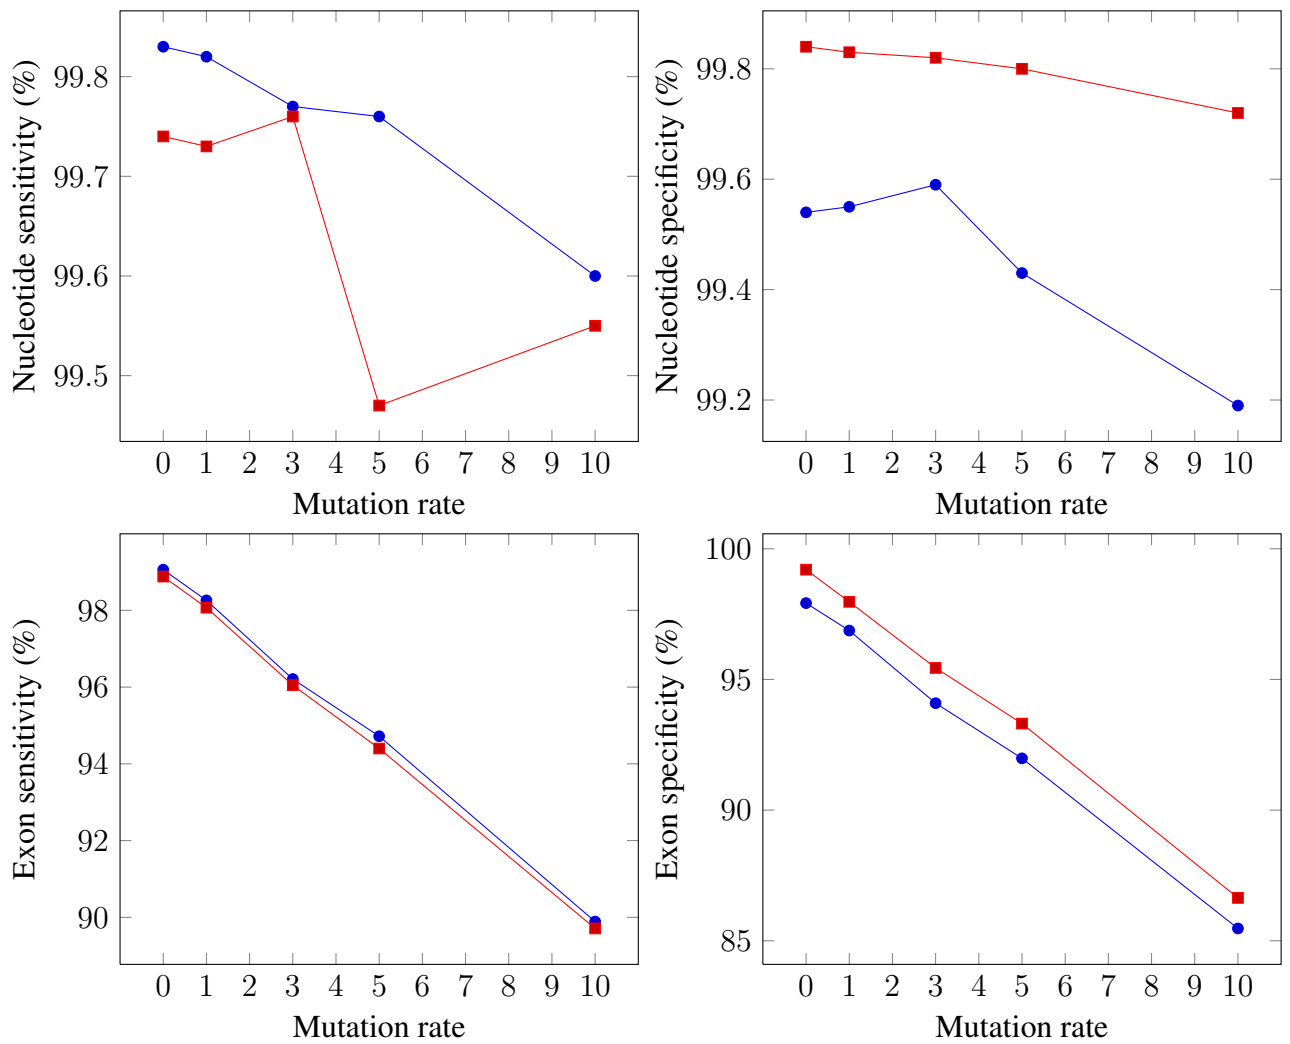 Nucleotide sensitivity (%)
99.8
99.7
99.6
99.5
0 1 2 3 4 5 6 7 8 9 10
Mutation rate
Nucleotide specificity (%)
99.8
99.6
99.4
99.2
0 1 2 3 4 5 6 7 8 9 10
Mutation rate
Exon sensitivity (%)
98
96
94
92
90
0 1 2 3 4 5 6 7 8 9 10
Mutation rate
Exon specificity (%)
100
95
90
85
0 1 2 3 4 5 6 7 8 9 10
Mutation rate